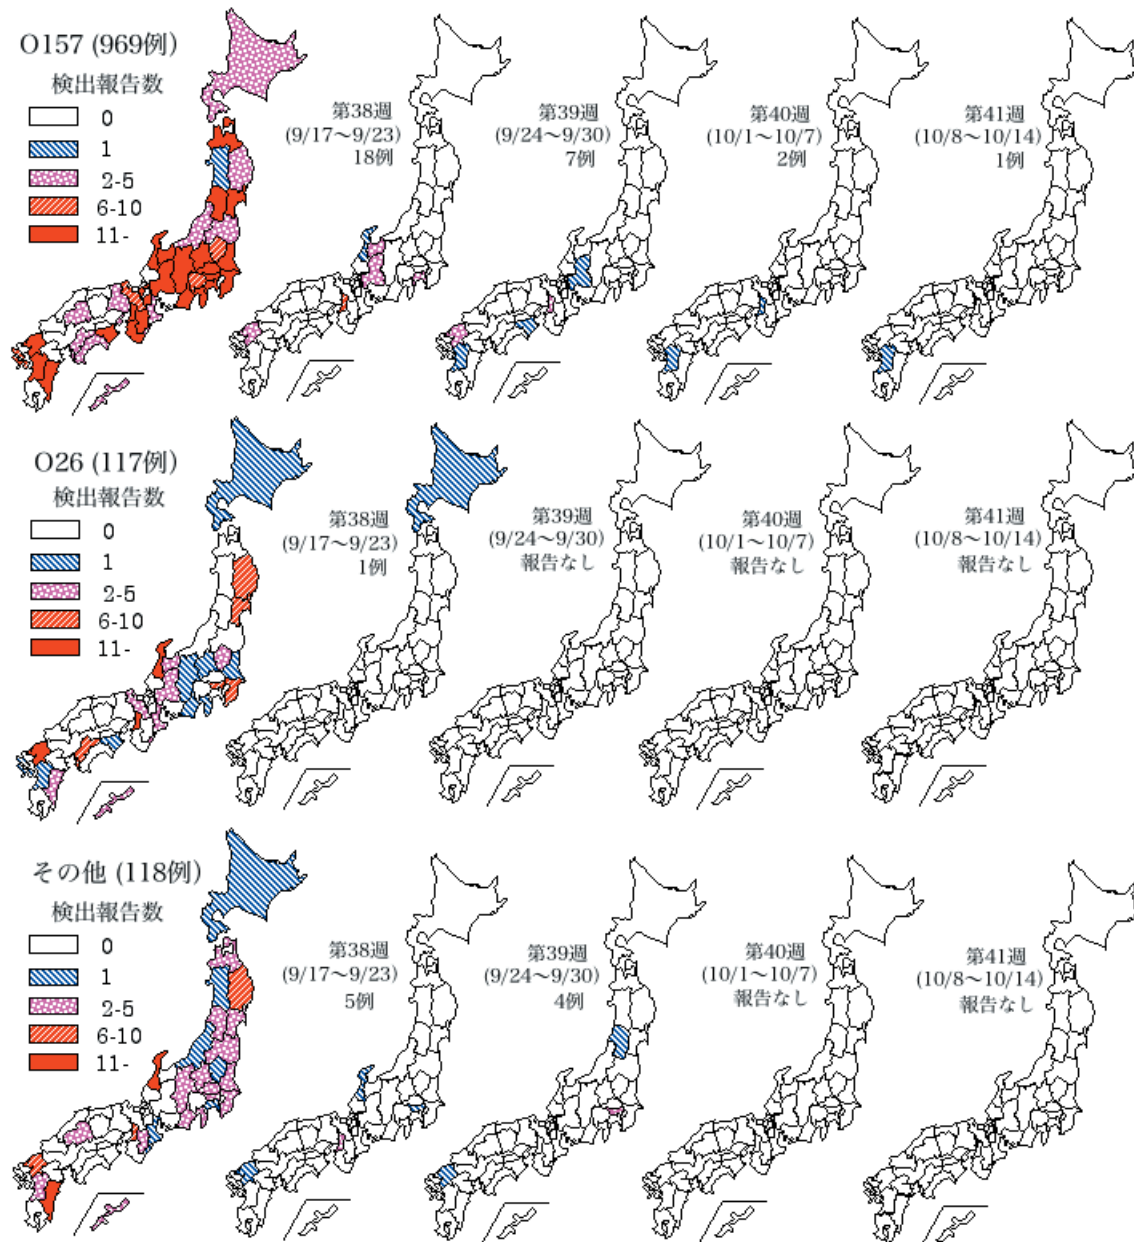 O157 (969例)
検出報告数
0
1
2-5
6-10
11-
第38週
(9/17～9/23)
18例
第39週
(9/24～9/30)
7例
第40週
(10/1～10/7)
2例
第41週
(10/8～10/14)
1例
O26 (117例)
検出報告数
0
1
2-5
6-10
11-
第38週
(9/17～9/23)
1例
第39週
(9/24～9/30)
報告なし
第40週
(10/1～10/7)
報告なし
第41週
(10/8～10/14)
報告なし
その他 (118例)
検出報告数
0
1
2-5
6-10
11-
第38週
(9/17～9/23)
5例
第39週
(9/24～9/30)
4例
第40週
(10/1～10/7)
報告なし
第41週
(10/8～10/14)
報告なし